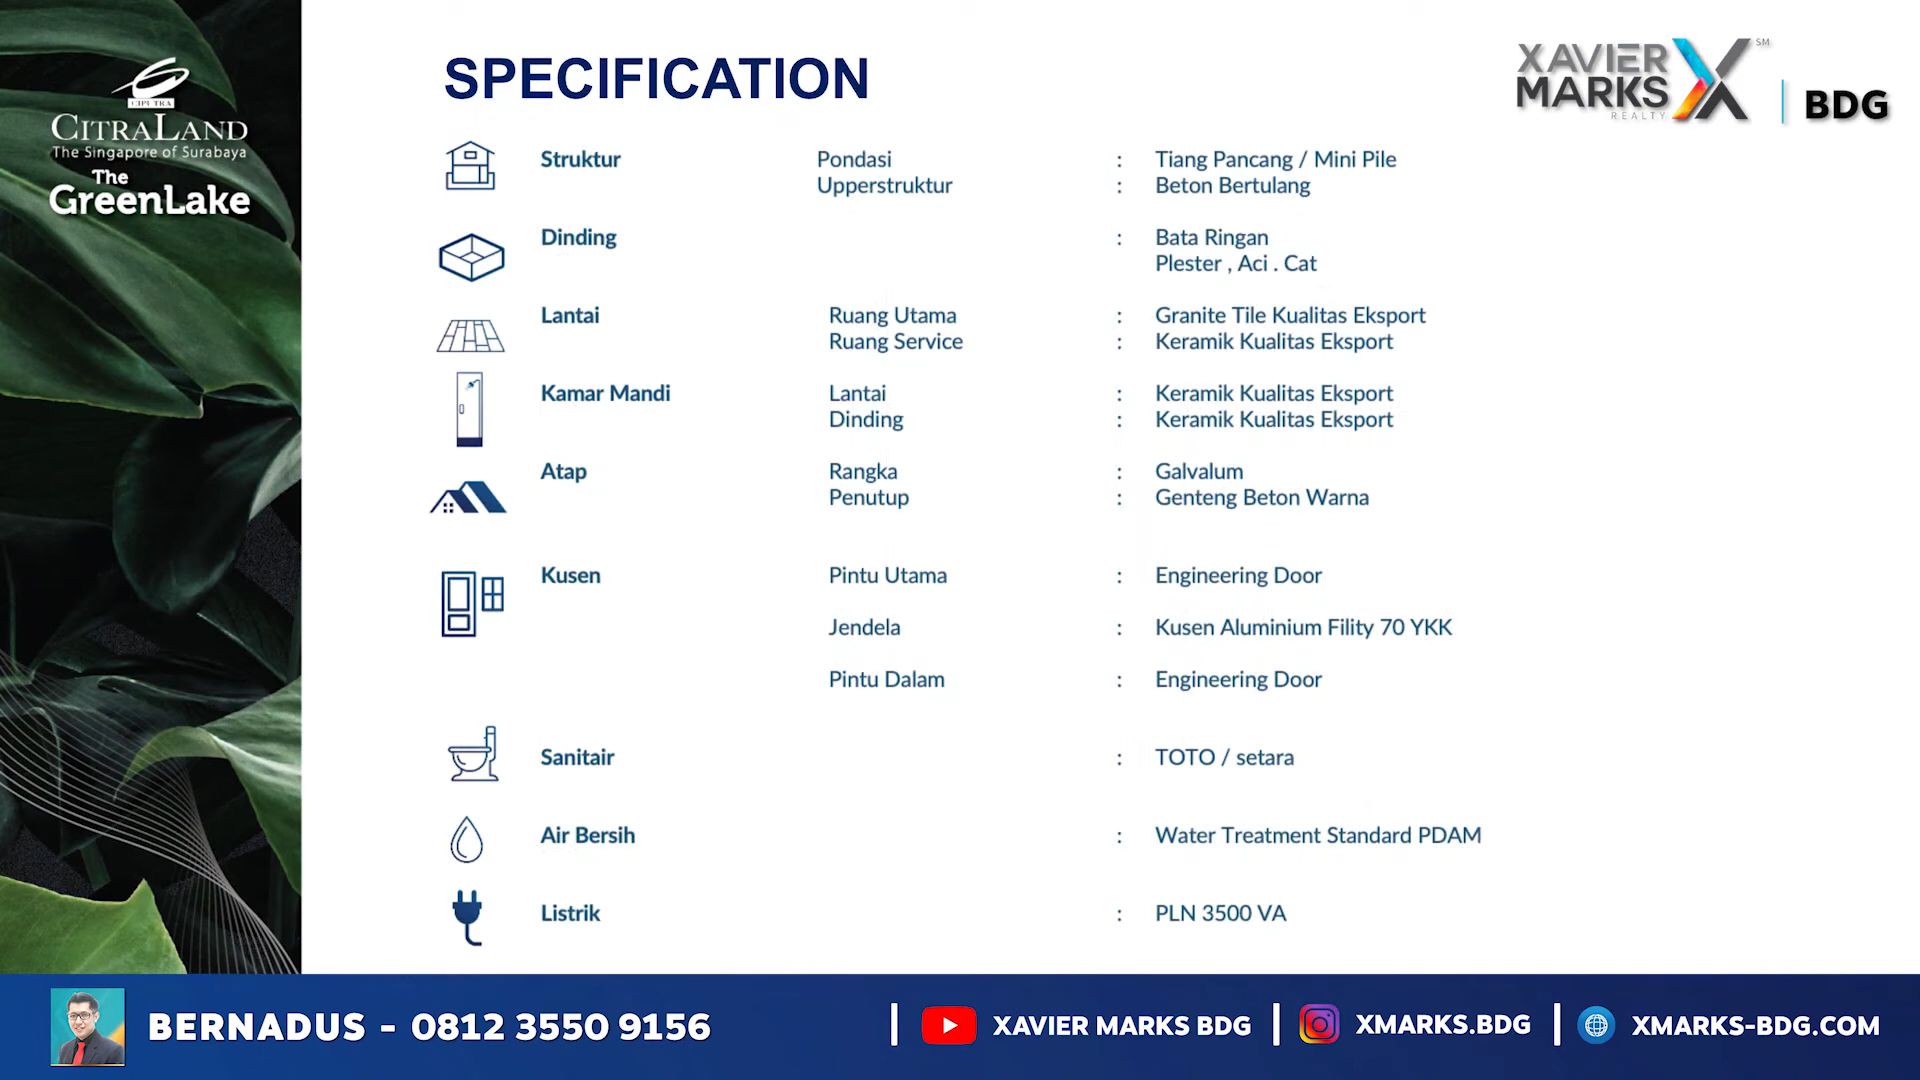 CIPUTRA
CITRALAND
The Singapore of Surabaya
The
GreenLake
SPECIFICATION
XAVIER
MARKS
REALTY
SM
BDG
Struktur Pondasi : Tiang Pancang / Mini Pile
Upperstruktur : Beton Bertulang
Dinding : Bata Ringan
Plester , Aci . Cat
Lantai Ruang Utama : Granite Tile Kualitas Eksport
Ruang Service : Keramik Kualitas Eksport
Kamar Mandi Lantai : Keramik Kualitas Eksport
Dinding : Keramik Kualitas Eksport
Atap Rangka : Galvalum
Penutup : Genteng Beton Warna
Kusen Pintu Utama : Engineering Door
Jendela : Kusen Aluminium Fility 70 YKK
Pintu Dalam : Engineering Door
Sanitair : TOTO / setara
Air Bersih : Water Treatment Standard PDAM
Listrik : PLN 3500 VA
BERNADUS - 0812 3550 9156 | XAVIER MARKS BDG | XMARKS.BDG | XMARKS-BDG.COM